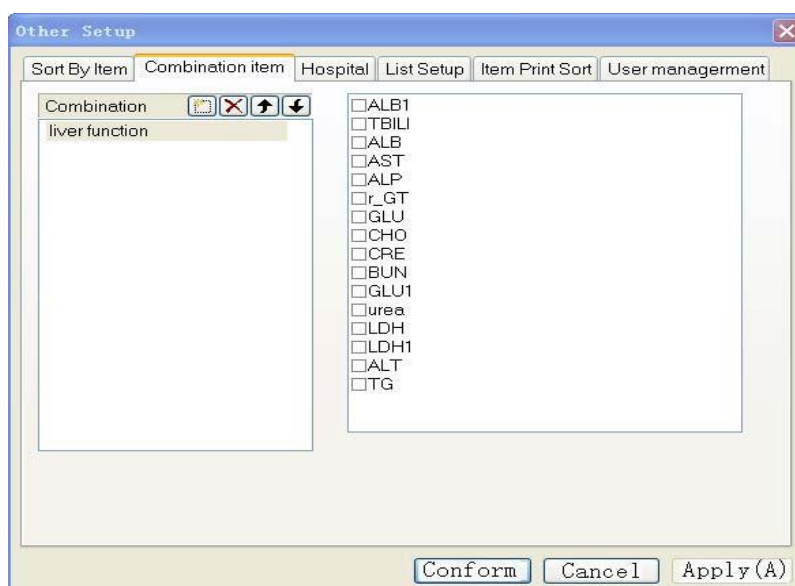 Other Setup
Sort By Item Combination item Hospital List Setup Item Print Sort User managerment
Combination
liver function
ALB1
TBILI
ALB
AST
ALP
r_GT
GLU
CHO
CRE
BUN
GLU1
urea
LDH
LDH1
ALT
TG
Conform Cancel Apply(A)